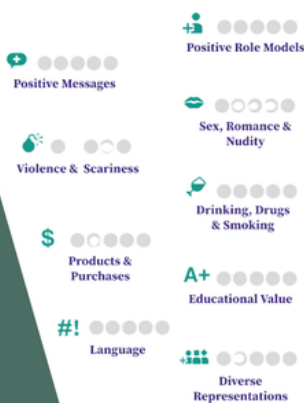 Positive Role Models
Positive Messages
Sex, Romance &
Nudity
Violence & Scariness
Drinking, Drugs
& Smoking
$
Products &
Purchases
A+
Educational Value
#!
Language
Diverse
Representations